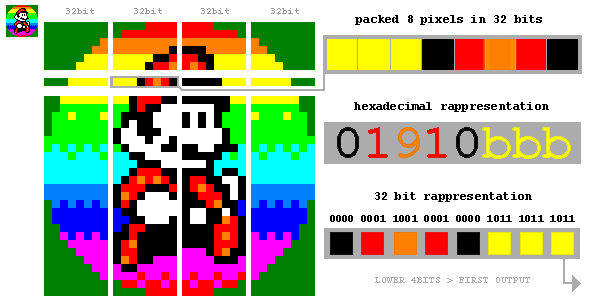 32bit 32bit 32bit 32bit
packed 8 pixels in 32 bits
hexadecimal rappresentation
01910bbb
32 bit rappresentation
0000 0001 1001 0001 0000 1011 1011 1011
LOWER 4BITS > FIRST OUTPUT